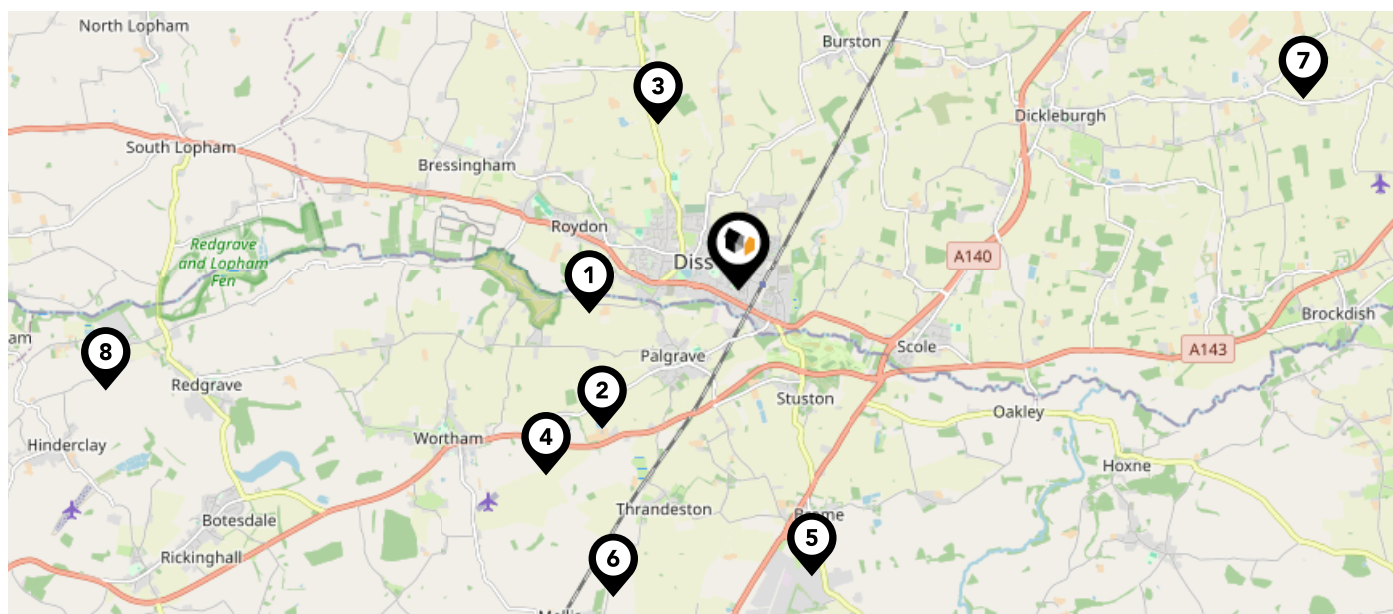 North Lopham
Burston
7
3
Dickleburgh
South Lopham
Bressingham
Roydon
Redgrave
and Lopham
Fen
Diss
A140
1
Brockdish
am
8
Palgrave
Scole
A143
Redgrave
2
Stuston
Oakley
Wortham
4
Hinderclay
Hoxne
Botesdale
Thrandeston
5
Rickinghall
6